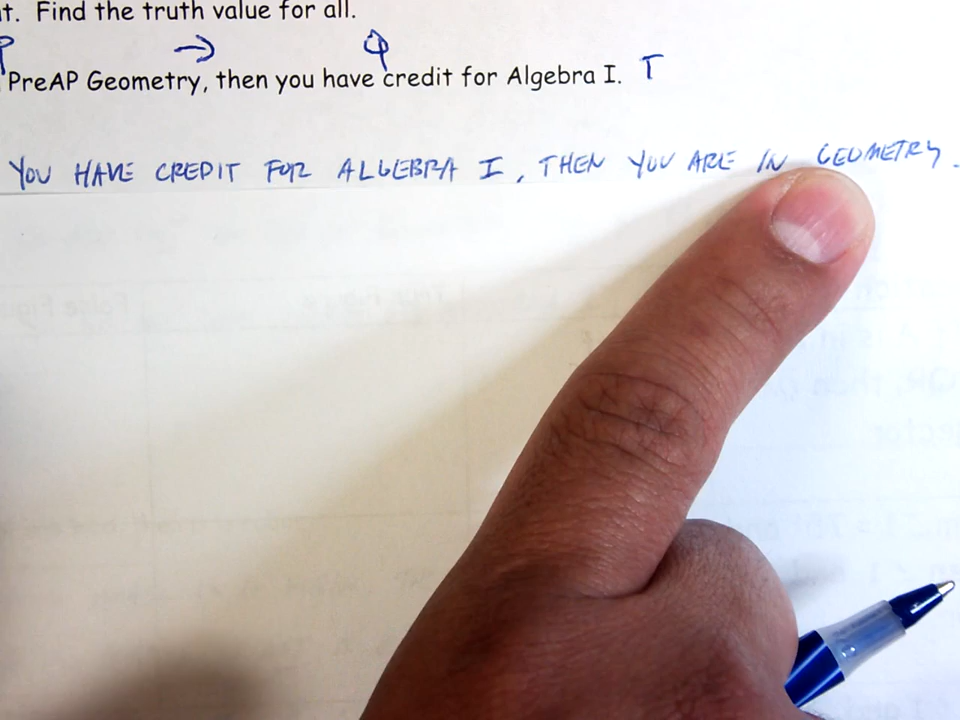 t. Find the truth value for all.
P → q
PreAP Geometry, then you have credit for Algebra I. T
YOU HAVE CREDIT FOR ALGEBRA I, THEN YOU ARE IN GEOMETRY.